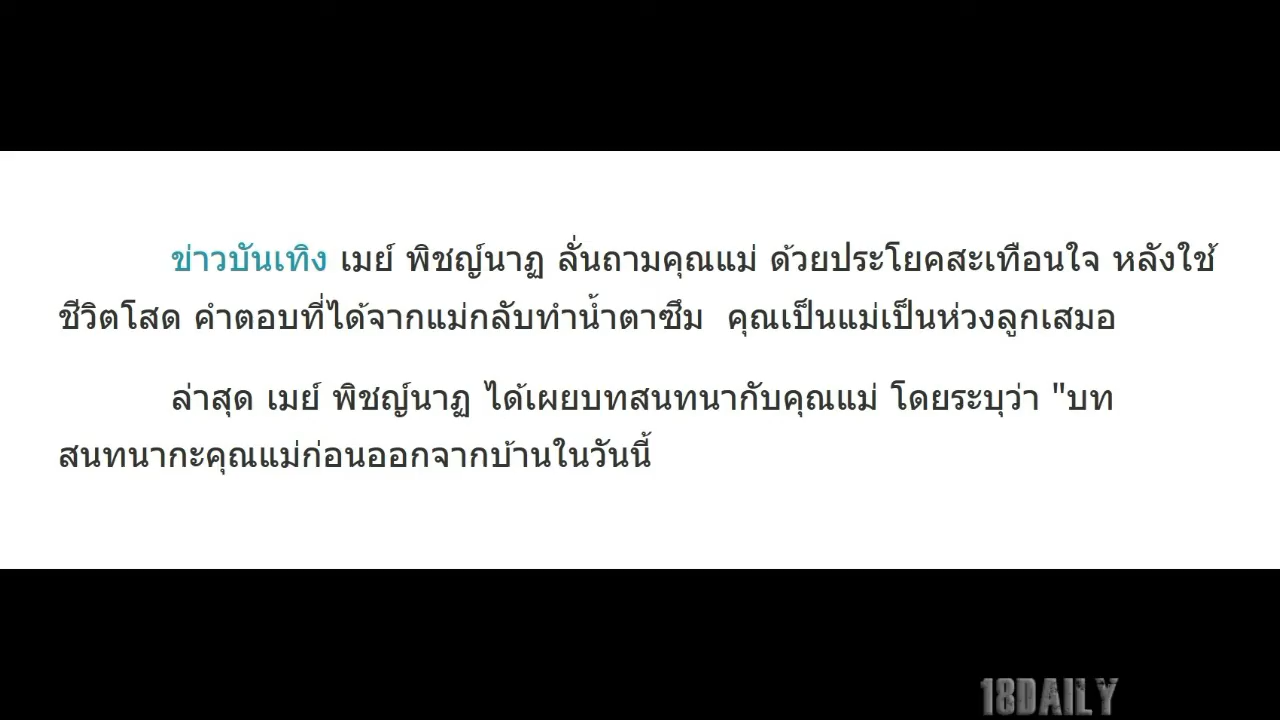 ข่าวบันเทิง เมย์ พิชญ์นาฏ ลั่นถามคุณแม่ ด้วยประโยคสะเทือนใจ หลังใช้
ชีวิตโสด คำตอบที่ได้จากแม่กลับทำน้ำตาซึม  คุณเป็นแม่เป็นห่วงลูกเสมอ
ล่าสุด เมย์ พิชญ์นาฏ ได้เผยบทสนทนากับคุณแม่ โดยระบุว่า "บท
สนทนากะคุณแม่ก่อนออกจากบ้านในวันนี้
18DAILY